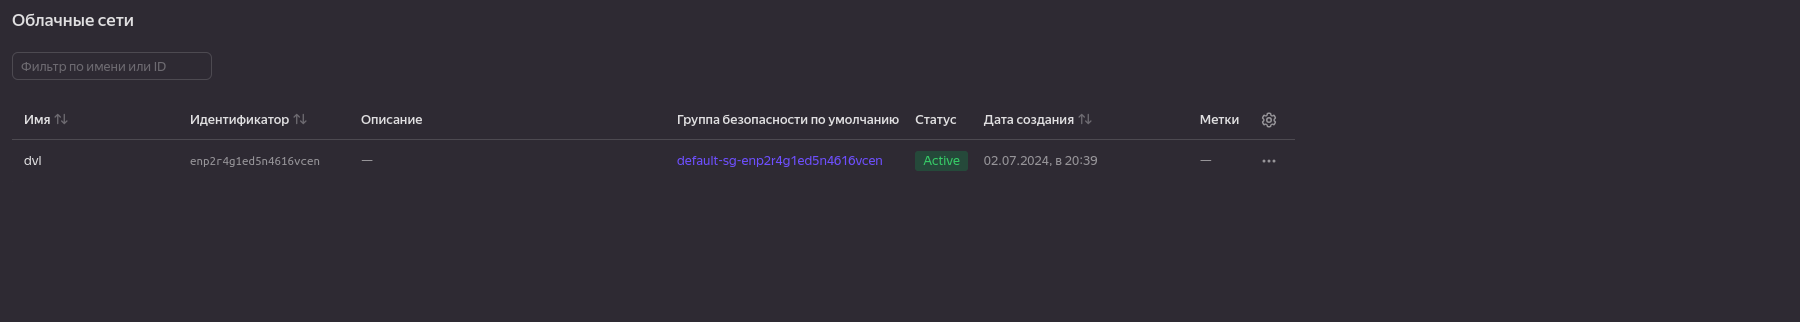 Облачные сети
Фильтр по имени или ID
Имя Идентификатор Описание Группа безопасности по умолчанию Статус Дата создания Метки
dvl enp2r4g1ed5n4616vcen — default-sg-enp2r4g1ed5n4616vcen Active 02.07.2024, в 20:39 —